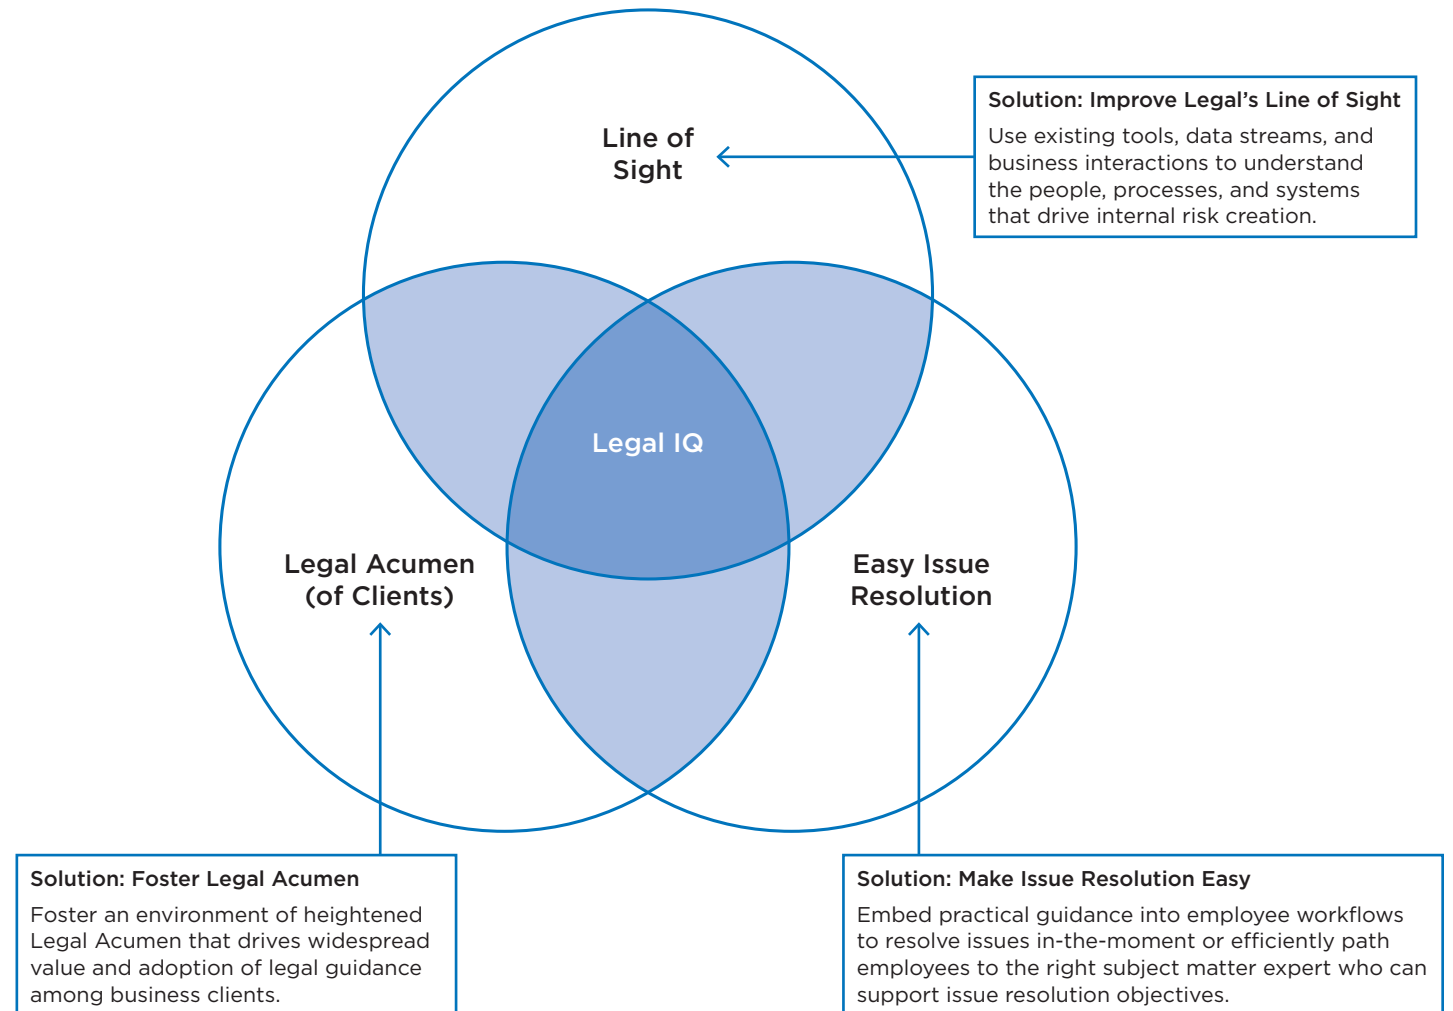 Line of
Sight
Solution: Improve Legal’s Line of Sight
Use existing tools, data streams, and
business interactions to understand
the people, processes, and systems
that drive internal risk creation.
Legal IQ
Legal Acumen
(of Clients)
Easy Issue
Resolution
Solution: Foster Legal Acumen
Foster an environment of heightened
Legal Acumen that drives widespread
value and adoption of legal guidance
among business clients.
Solution: Make Issue Resolution Easy
Embed practical guidance into employee workflows
to resolve issues in-the-moment or efficiently path
employees to the right subject matter expert who can
support issue resolution objectives.